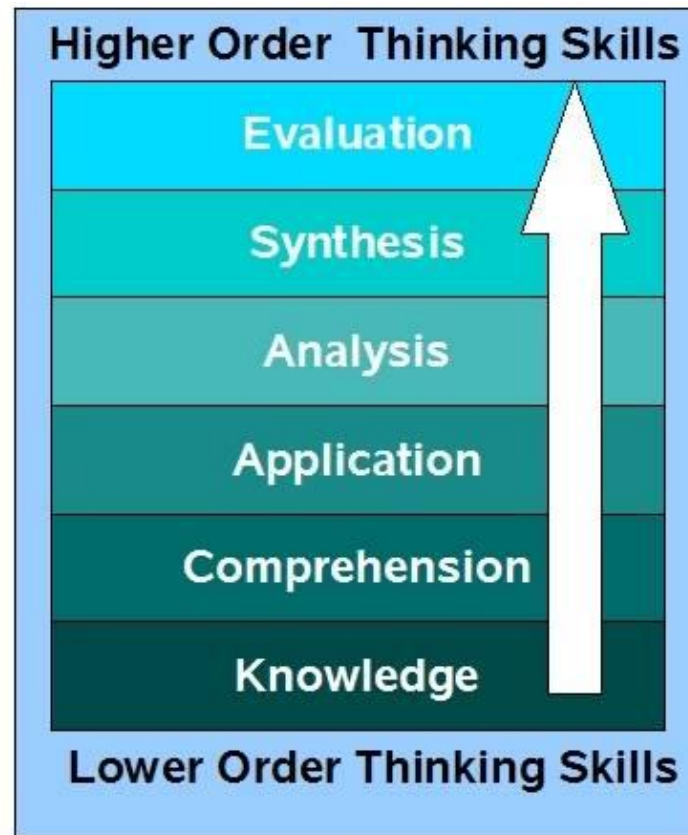 Higher Order Thinking Skills
Evaluation
Synthesis
Analysis
Application
Comprehension
Knowledge
Lower Order Thinking Skills